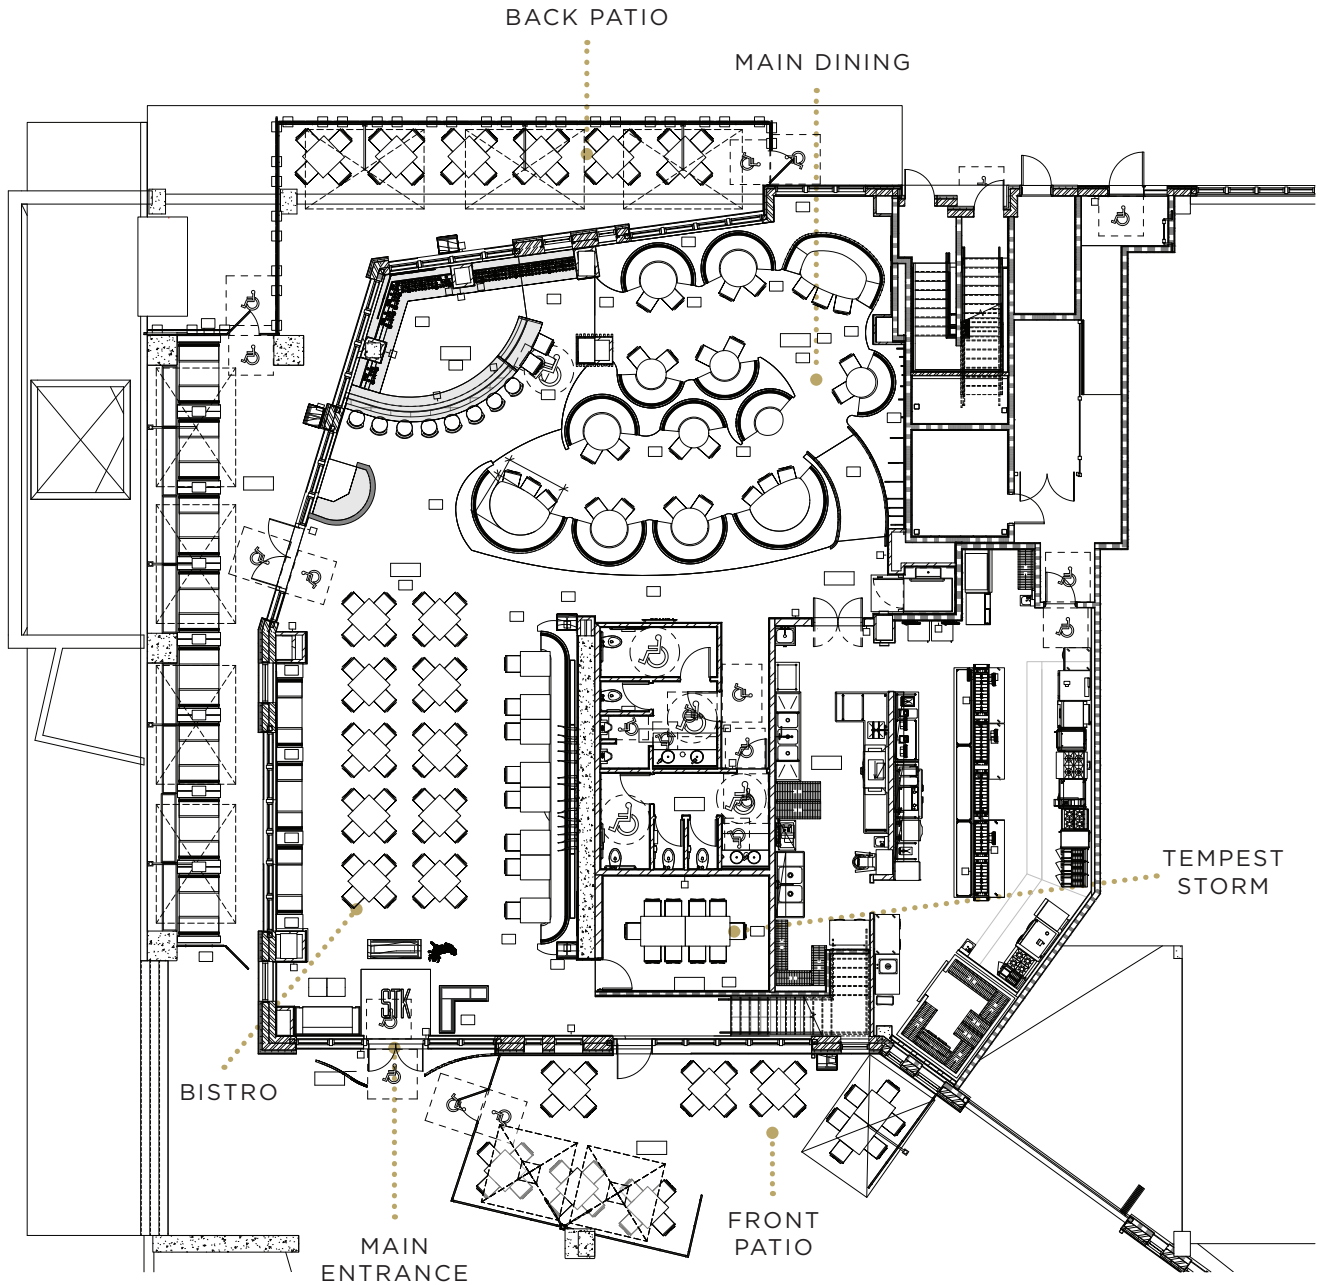 BACK PATIO
MAIN DINING
TEMPEST
STORM
STK
BISTRO
FRONT
PATIO
MAIN
ENTRANCE